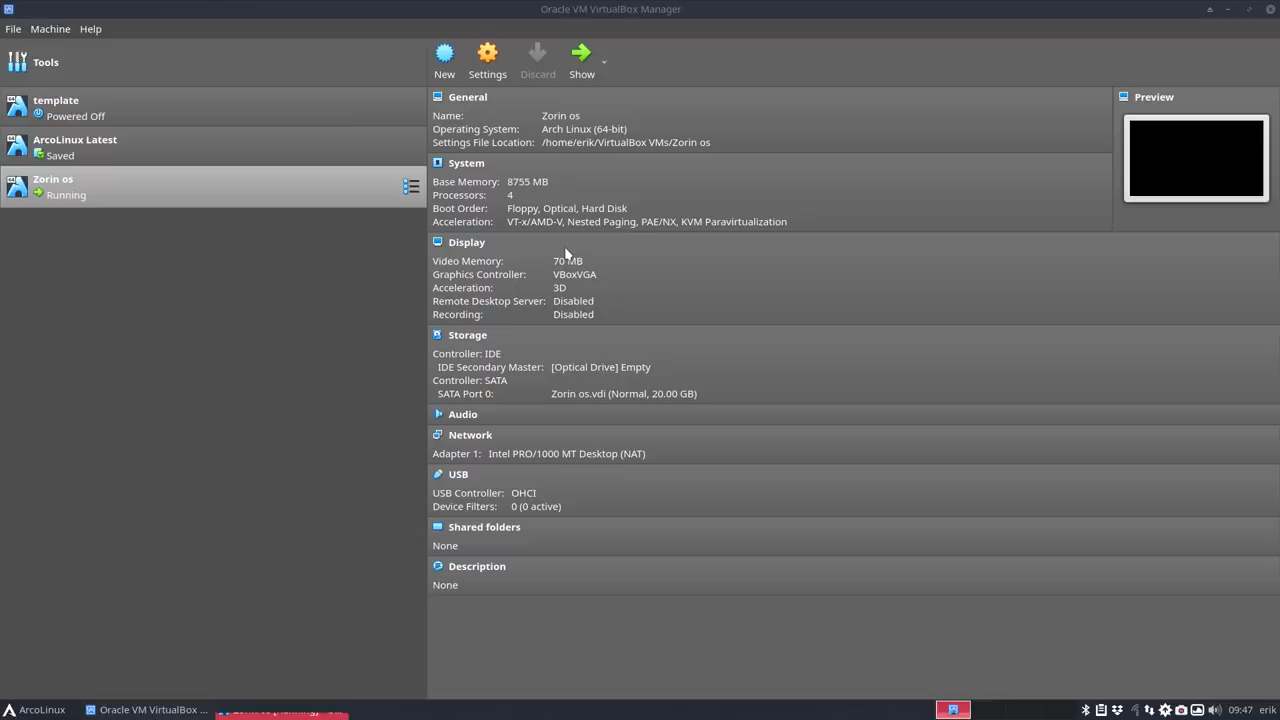 Oracle VM VirtualBox Manager
File Machine Help
Tools
New Settings Discard Show
template
Powered Off
ArcoLinux Latest
Saved
Zorin os
Running
General
Name: Zorin os
Operating System: Arch Linux (64-bit)
Settings File Location: /home/erik/VirtualBox VMs/Zorin os
Preview
System
Base Memory: 8755 MB
Processors: 4
Boot Order: Floppy, Optical, Hard Disk
Acceleration: VT-x/AMD-V, Nested Paging, PAE/NX, KVM Paravirtualization
Display
Video Memory: 70 MB
Graphics Controller: VBoxVGA
Acceleration: 3D
Remote Desktop Server: Disabled
Recording: Disabled
Storage
Controller: IDE
IDE Secondary Master: [Optical Drive] Empty
Controller: SATA
SATA Port 0: Zorin os.vdi (Normal, 20.00 GB)
Audio
Network
Adapter 1: Intel PRO/1000 MT Desktop (NAT)
USB
USB Controller: OHCI
Device Filters: 0 (0 active)
Shared folders
None
Description
None
ArcoLinux Oracle VM VirtualBox ... 09:47 erik